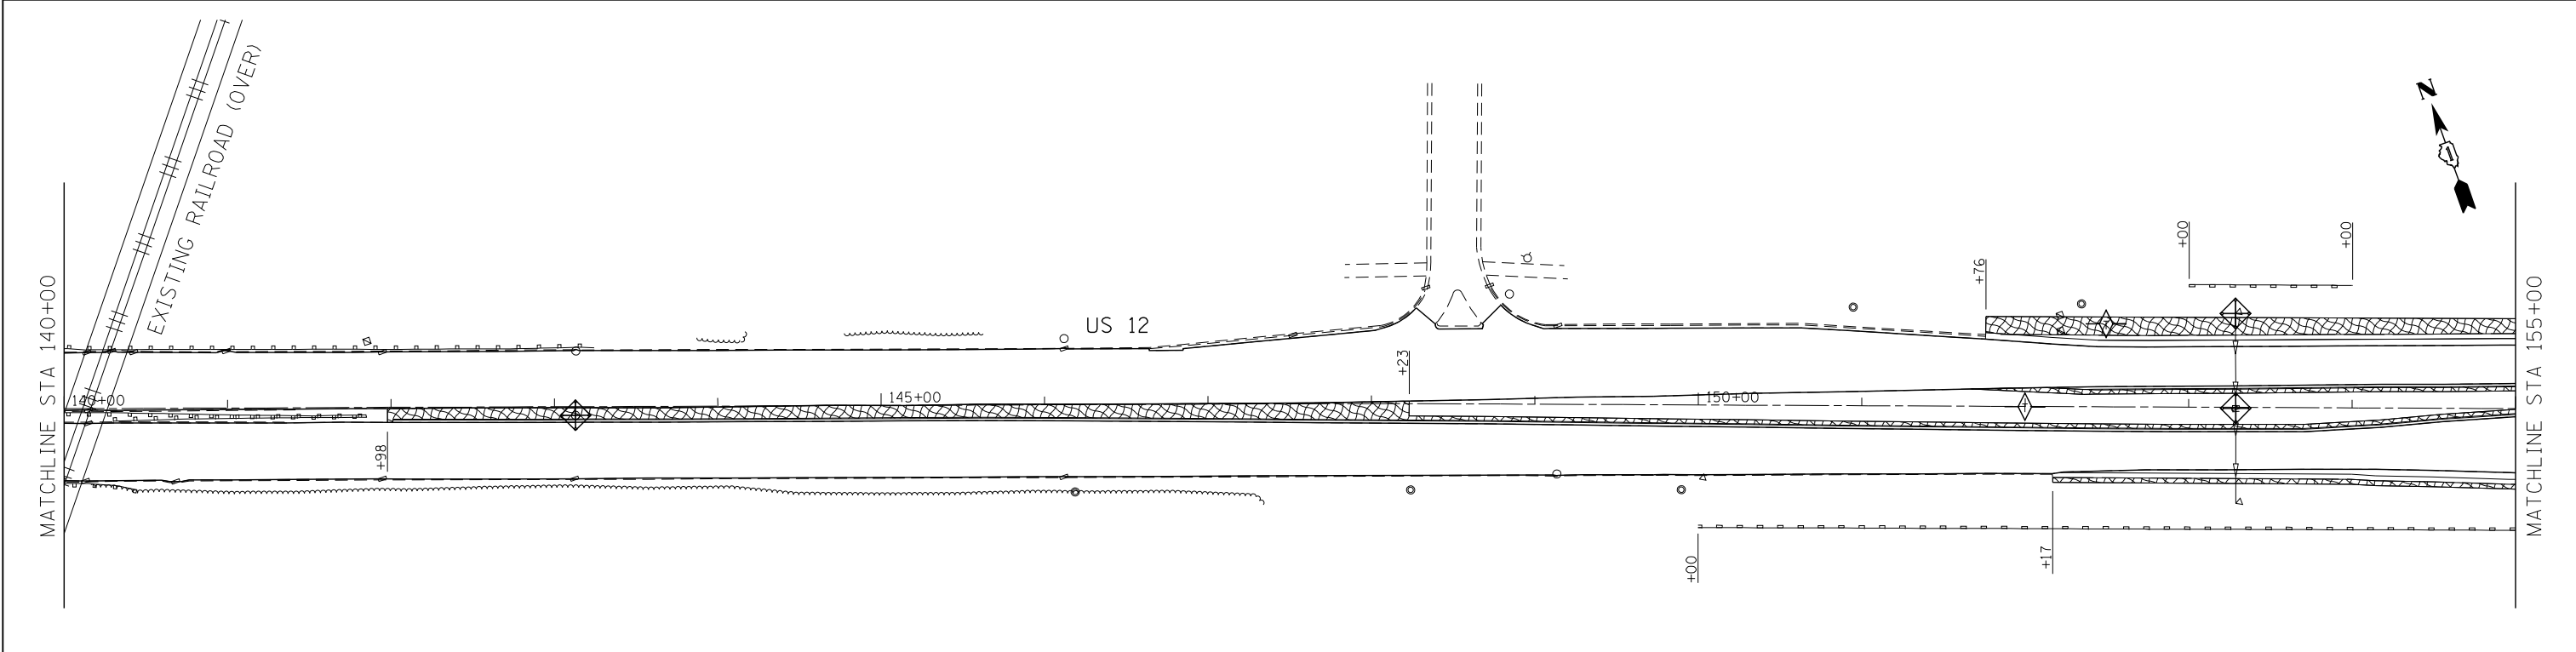 N
EXISTING RAILROAD (OVER)
+00
+00
+76
MATCHLINE STA 140+00
MATCHLINE STA 155+00
US 12
+23
140+00
145+00
150+00
+98
+00
+17